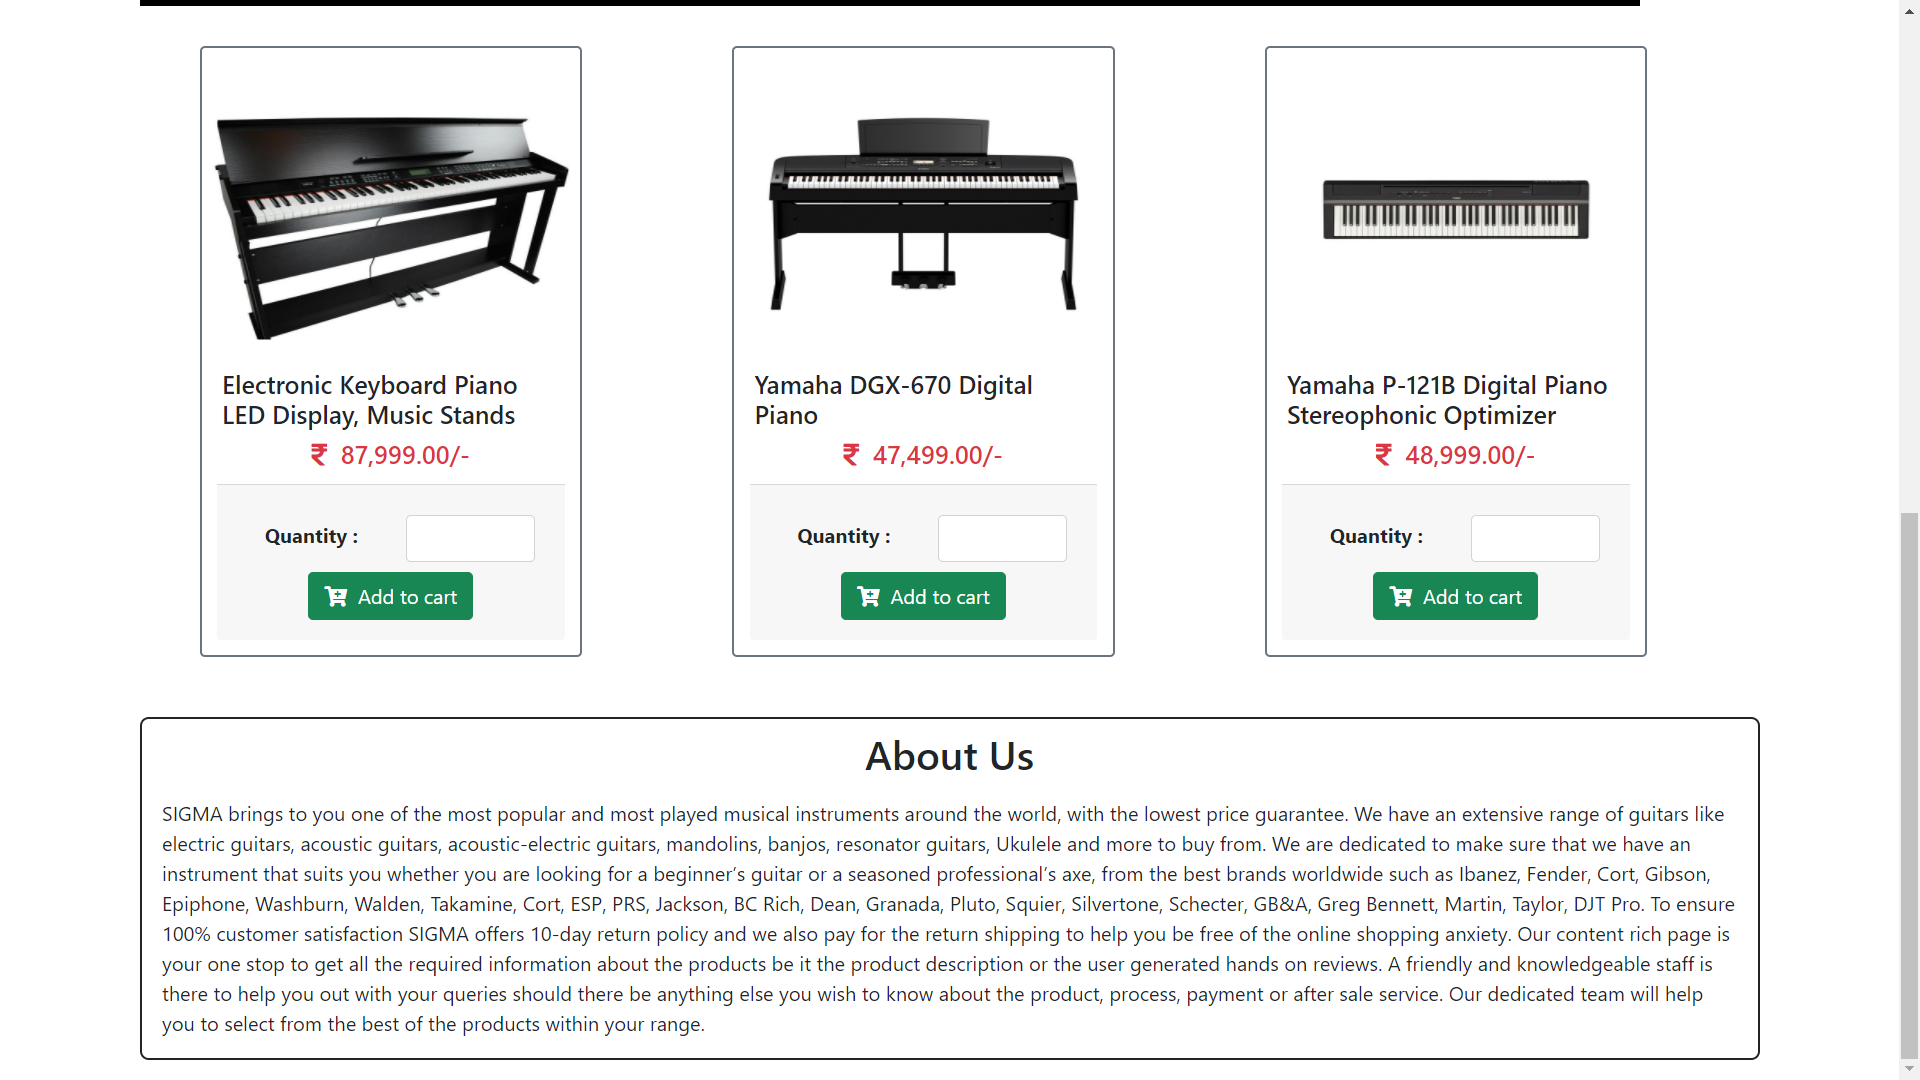 Electronic Keyboard Piano
LED Display, Music Stands
₹ 87,999.00/-
Quantity :
Add to cart
Yamaha DGX-670 Digital
Piano
₹ 47,499.00/-
Quantity :
Add to cart
Yamaha P-121B Digital Piano
Stereophonic Optimizer
₹ 48,999.00/-
Quantity :
Add to cart
About Us
SIGMA brings to you one of the most popular and most played musical instruments around the world, with the lowest price guarantee. We have an extensive range of guitars like
electric guitars, acoustic guitars, acoustic-electric guitars, mandolins, banjos, resonator guitars, Ukulele and more to buy from. We are dedicated to make sure that we have an
instrument that suits you whether you are looking for a beginner’s guitar or a seasoned professional’s axe, from the best brands worldwide such as Ibanez, Fender, Cort, Gibson,
Epiphone, Washburn, Walden, Takamine, Cort, ESP, PRS, Jackson, BC Rich, Dean, Granada, Pluto, Squier, Silvertone, Schecter, GB&A, Greg Bennett, Martin, Taylor, DJT Pro. To ensure
100% customer satisfaction SIGMA offers 10-day return policy and we also pay for the return shipping to help you be free of the online shopping anxiety. Our content rich page is
your one stop to get all the required information about the products be it the product description or the user generated hands on reviews. A friendly and knowledgeable staff is
there to help you out with your queries should there be anything else you wish to know about the product, process, payment or after sale service. Our dedicated team will help
you to select from the best of the products within your range.